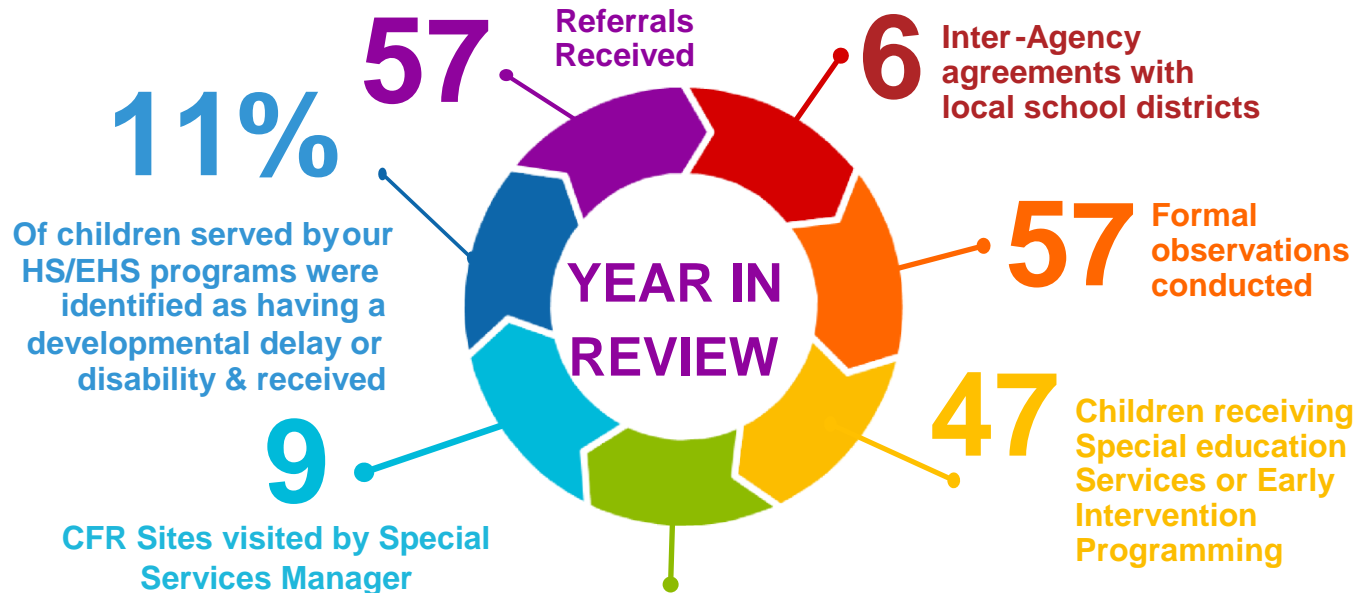 57
Referrals
Received
6
Inter-Agency
agreements with
local school districts
57
Formal
observations
conducted
47
Children receiving
Special education
Services or Early
Intervention
Programming
9
CFR Sites visited by Special
Services Manager
11%
Of children served by our
HS/EHS programs were
identified as having a
developmental delay or
disability & received
YEAR IN
REVIEW